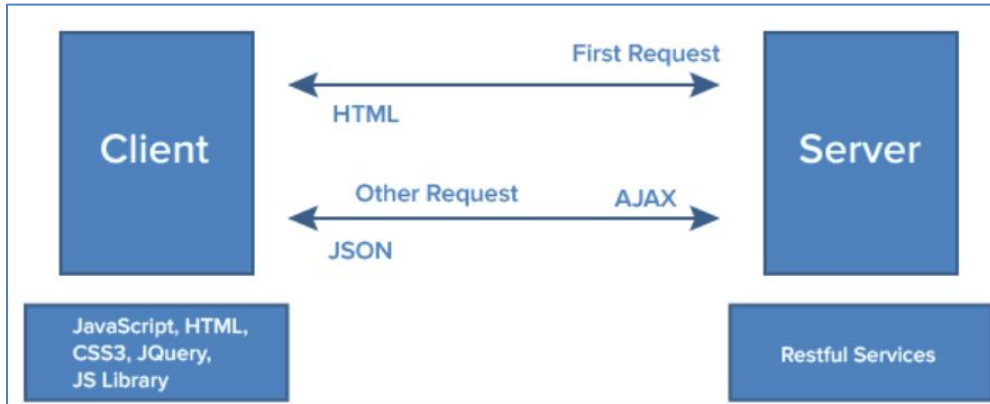 First Request
HTML
Client
Server
Other Request
AJAX
JSON
JavaScript, HTML,
CSS3, JQuery,
JS Library
Restful Services